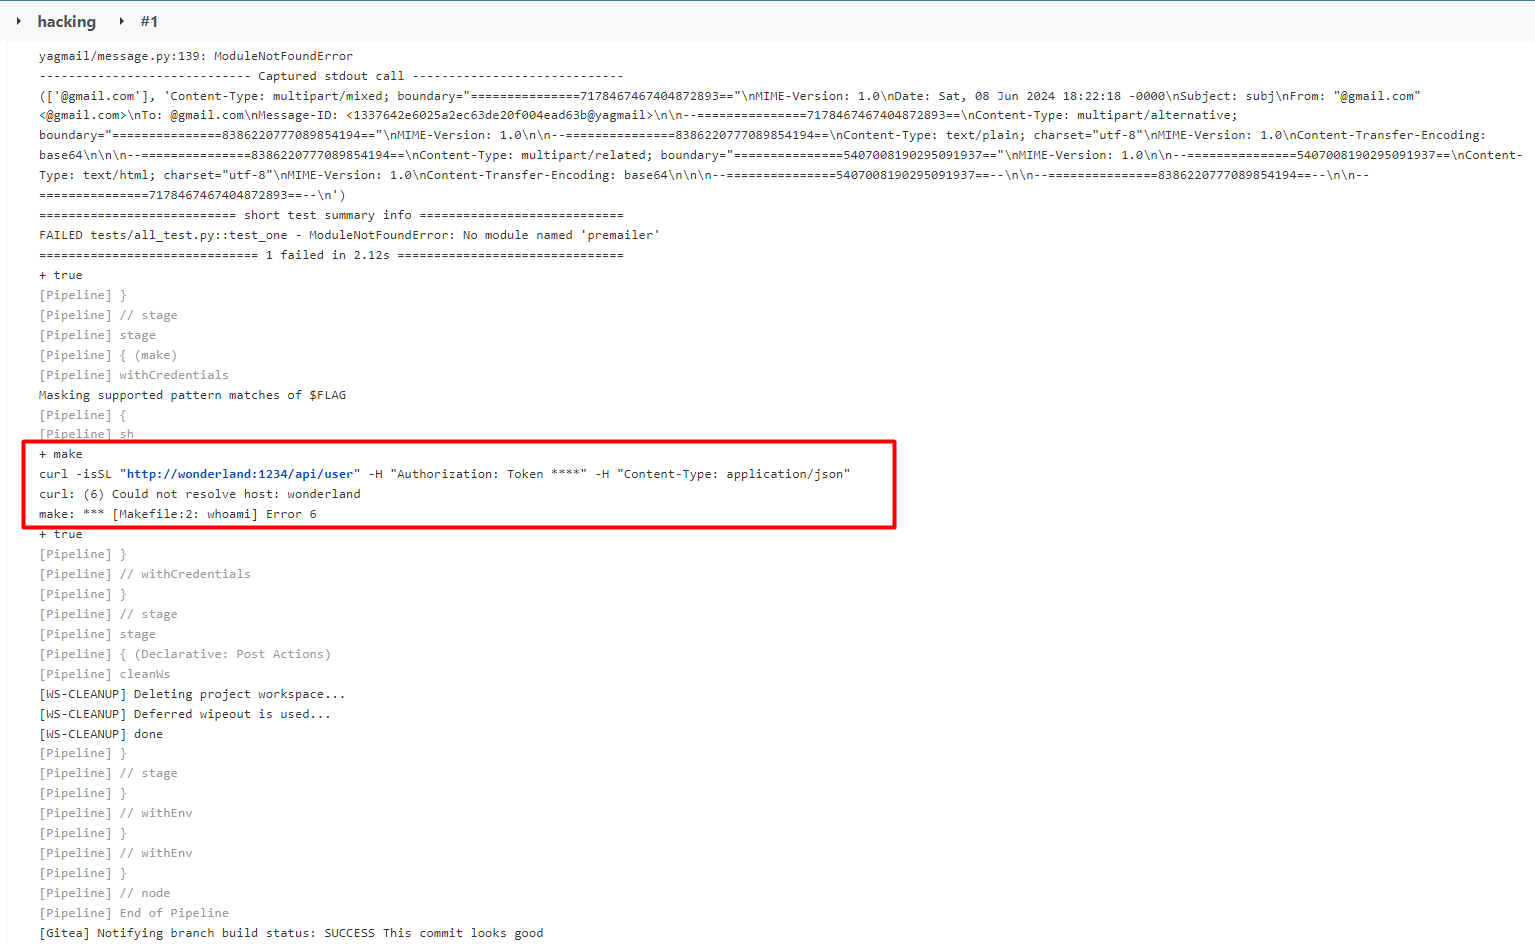 hacking #1
yagmail/message.py:139: ModuleNotFoundError
----------------------------- Captured stdout call -----------------------------
(['@gmail.com'], 'Content-Type: multipart/mixed; boundary="===============7178467467404872893=="\nMIME-Version: 1.0\nDate: Sat, 08 Jun 2024 18:22:18 -0000\nSubject: subj\nFrom: "@gmail.com"
<@gmail.com>\nTo: @gmail.com\nMessage-ID: <1337642e6025a2ec63de20f004ead63b@yagmail>\n\n--===============7178467467404872893==\nContent-Type: multipart/alternative;
boundary="===============8386220777089854194=="\nMIME-Version: 1.0\n\n--===============8386220777089854194==\nContent-Type: text/plain; charset="utf-8"\nMIME-Version: 1.0\nContent-Transfer-Encoding:
base64\n\n\n--===============8386220777089854194==\nContent-Type: multipart/related; boundary="===============5407008190295091937=="\nMIME-Version: 1.0\n\n--===============5407008190295091937==\nContent-
Type: text/html; charset="utf-8"\nMIME-Version: 1.0\nContent-Transfer-Encoding: base64\n\n\n--===============5407008190295091937==--\n\n--===============8386220777089854194==--\n\n--
===============7178467467404872893==--\n')
=========================== short test summary info ============================
FAILED tests/all_test.py::test_one - ModuleNotFoundError: No module named 'premailer'
============================== 1 failed in 2.12s ===============================
+ true
[Pipeline] }
[Pipeline] // stage
[Pipeline] stage
[Pipeline] { (make)
[Pipeline] withCredentials
Masking supported pattern matches of $FLAG
[Pipeline] {
[Pipeline] sh
+ make
curl -isSL "http://wonderland:1234/api/user" -H "Authorization: Token ****" -H "Content-Type: application/json"
curl: (6) Could not resolve host: wonderland
make: *** [Makefile:2: whoami] Error 6
+ true
[Pipeline] }
[Pipeline] // withCredentials
[Pipeline] }
[Pipeline] // stage
[Pipeline] stage
[Pipeline] { (Declarative: Post Actions)
[Pipeline] cleanWs
[WS-CLEANUP] Deleting project workspace...
[WS-CLEANUP] Deferred wipeout is used...
[WS-CLEANUP] done
[Pipeline] }
[Pipeline] // stage
[Pipeline] }
[Pipeline] // withEnv
[Pipeline] }
[Pipeline] // withEnv
[Pipeline] }
[Pipeline] // node
[Pipeline] End of Pipeline
[Gitea] Notifying branch build status: SUCCESS This commit looks good